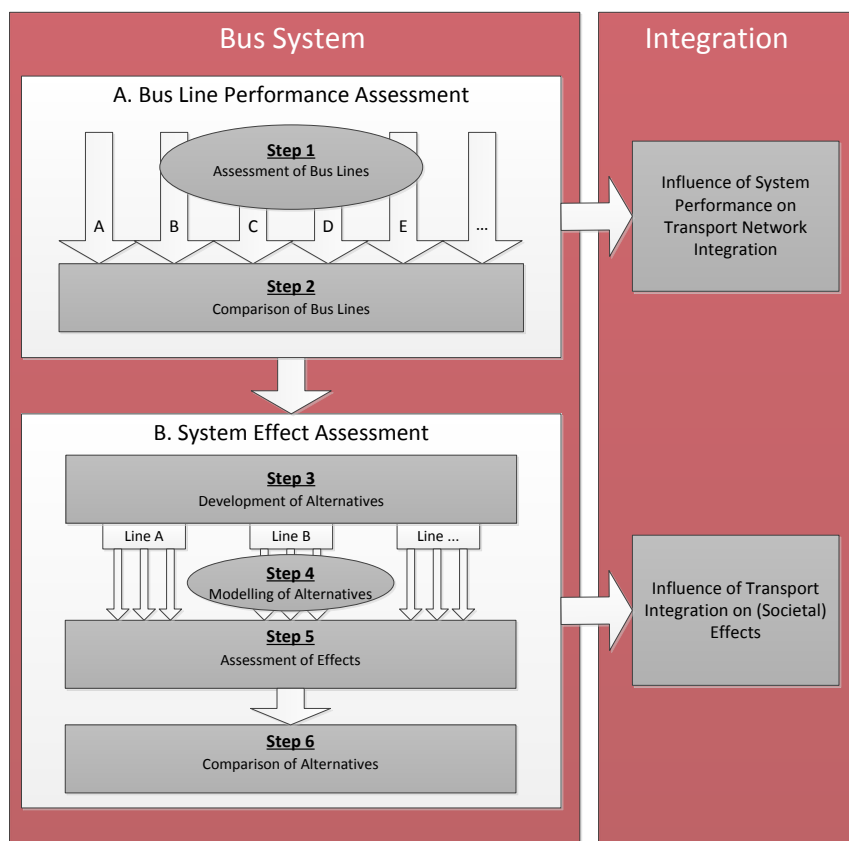 Bus System
Integration
A. Bus Line Performance Assessment
Step 1
Assessment of Bus Lines
A
B
C
D
E
...
Step 2
Comparison of Bus Lines
Influence of System
Performance on
Transport Network
Integration
B. System Effect Assessment
Step 3
Development of Alternatives
Line A
Line B
Line ...
Step 4
Modelling of Alternatives
Step 5
Assessment of Effects
Step 6
Comparison of Alternatives
Influence of Transport
Integration on (Societal)
Effects